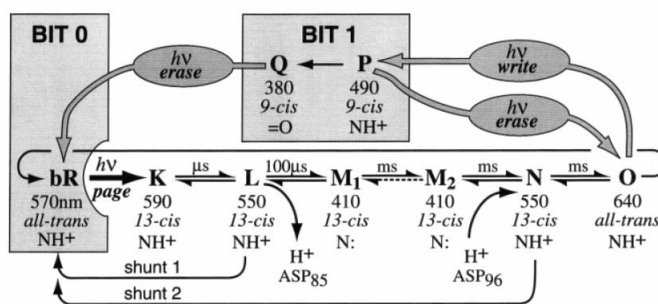 BIT 0
BIT 1
hν
erase
Q
P
hν
write
380
490
9-cis
9-cis
=O
NH+
hν
erase
bR
hν
page
K
μs
L
100μs
M1
ms
M2
ms
N
ms
O
570nm
590
550
410
410
550
640
all-trans
13-cis
13-cis
13-cis
13-cis
13-cis
all-trans
NH+
NH+
NH+
N:
N:
NH+
NH+
shunt 1
H+
ASP85
H+
ASP96
shunt 2